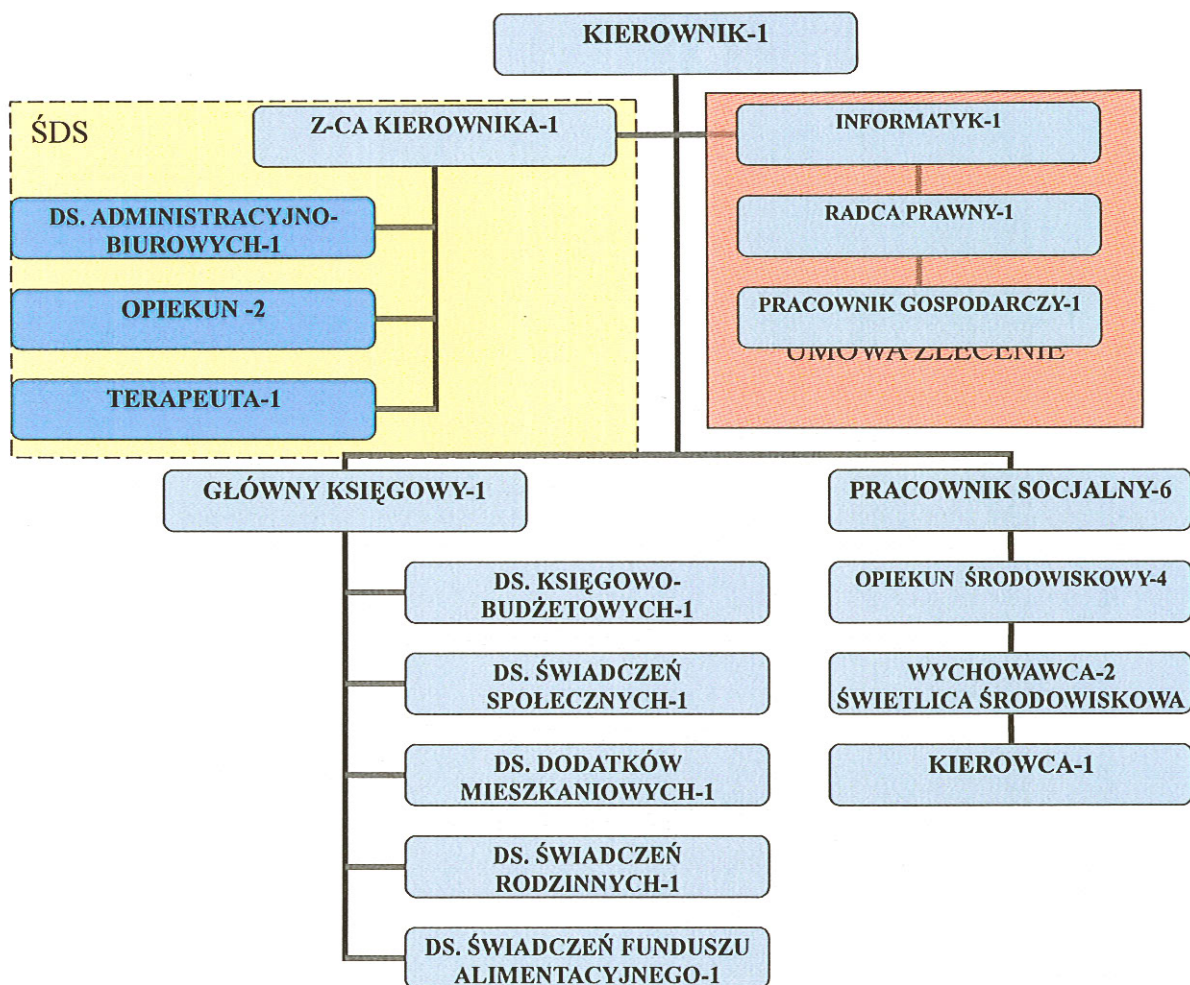 KIEROWNIK-1
ŚDS
Z-CA KIEROWNIKA-1
DS. ADMINISTRACYJNO-
BIUROWYCH-1
OPIEKUN -2
TERAPEUTA-1
INFORMATYK-1
RADCA PRAWNY-1
PRACOWNIK GOSPODARCZY-1
UMOWA ZLECENIE
GŁÓWNY KSIĘGOWY-1
DS. KSIĘGOWO-
BUDŻETOWYCH-1
DS. ŚWIADCZEŃ
SPOŁECZNYCH-1
DS. DODATKÓW
MIESZKANIOWYCH-1
DS. ŚWIADCZEŃ
RODZINNYCH-1
DS. ŚWIADCZEŃ FUNDUSZU
ALIMENTACYJNEGO-1
PRACOWNIK SOCJALNY-6
OPIEKUN ŚRODOWISKOWY-4
WYCHOWAWCA-2
ŚWIETLICA ŚRODOWISKOWA
KIEROWCA-1